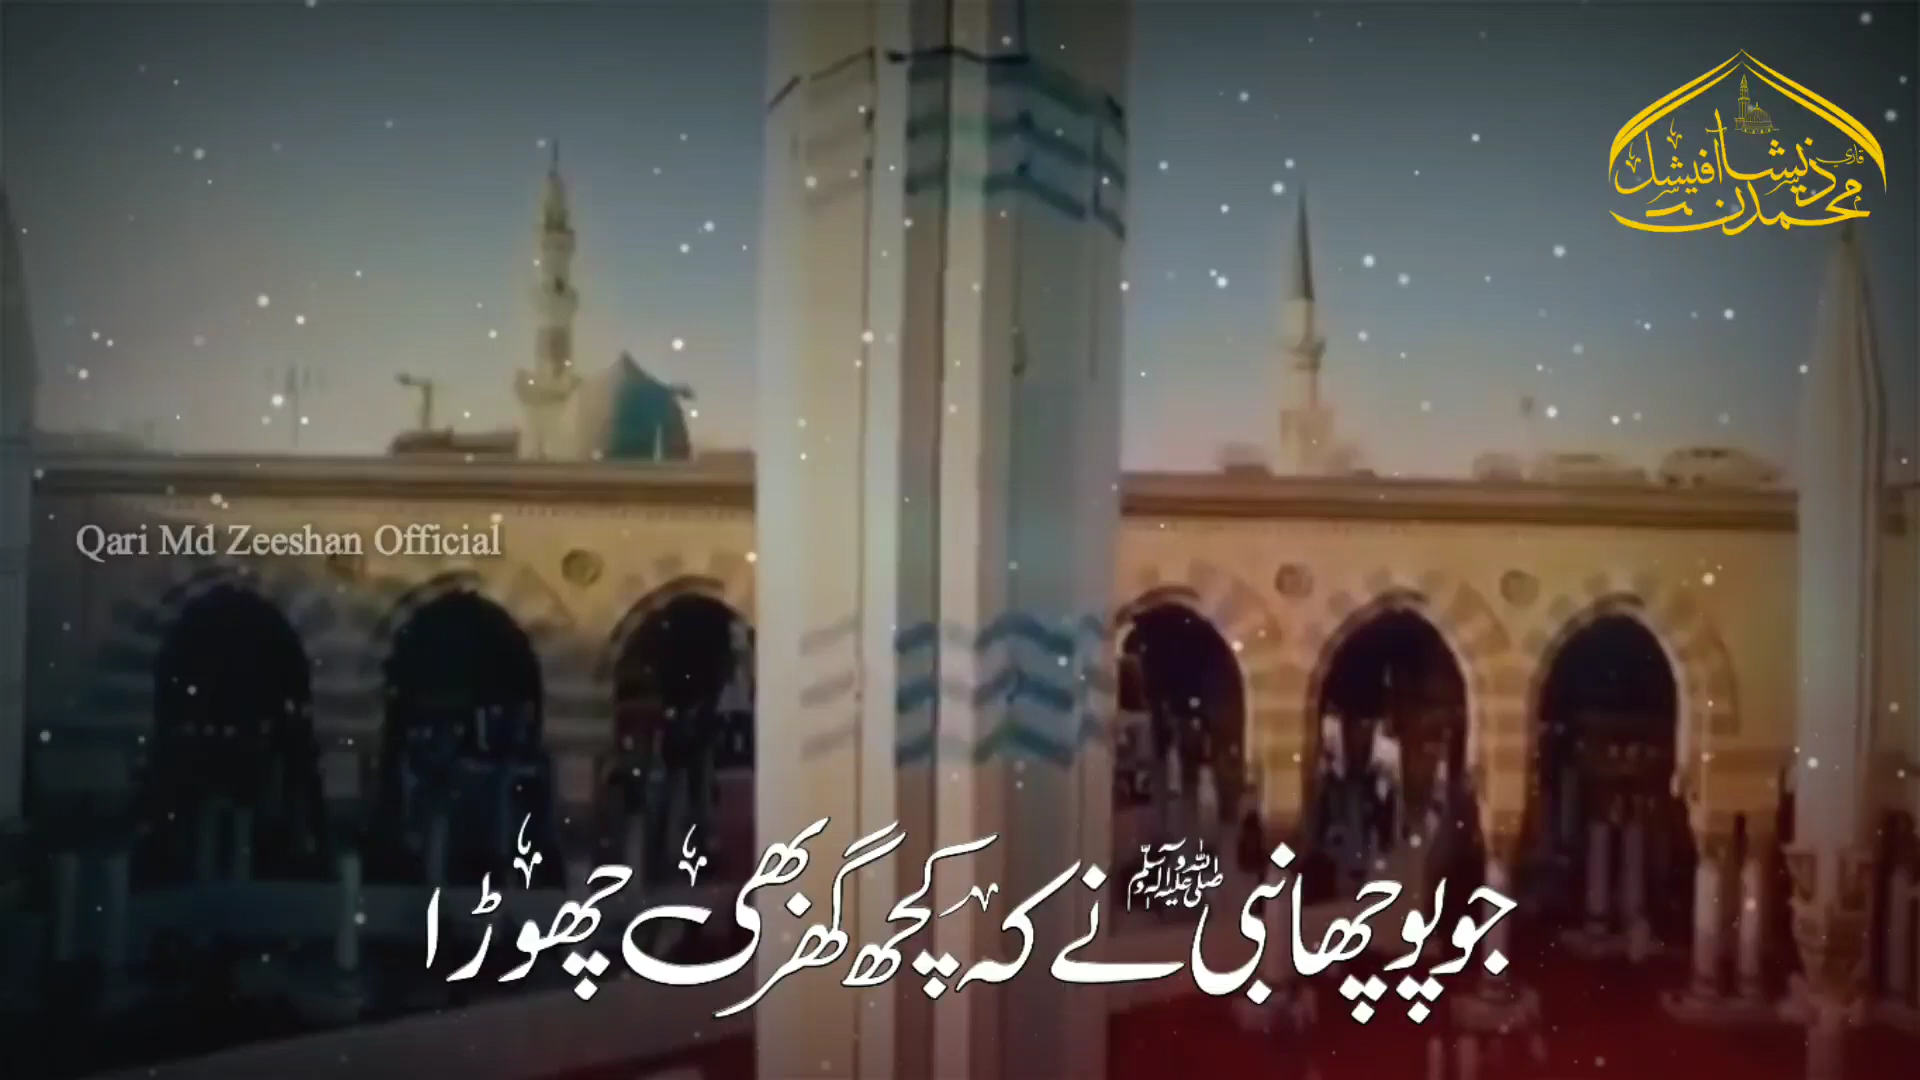 قاري محمد ذیشان آفیشل
Qari Md Zeeshan Official
جو پوچھا نبی ﷺ نے کہ کچھ گھر بھی چھوڑا